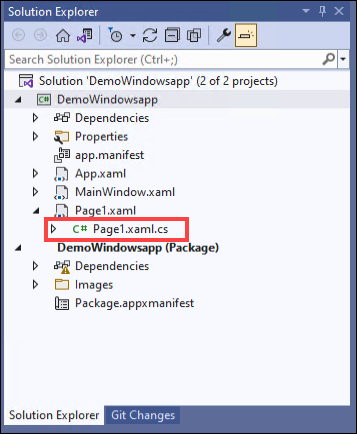 Solution Explorer
Search Solution Explorer (Ctrl+;)
Solution 'DemoWindowsapp' (2 of 2 projects)
C# DemoWindowsapp
Dependencies
Properties
app.manifest
App.xaml
MainWindow.xaml
Page1.xaml
C# Page1.xaml.cs
DemoWindowsapp (Package)
Dependencies
Images
Package.appxmanifest
Solution Explorer Git Changes